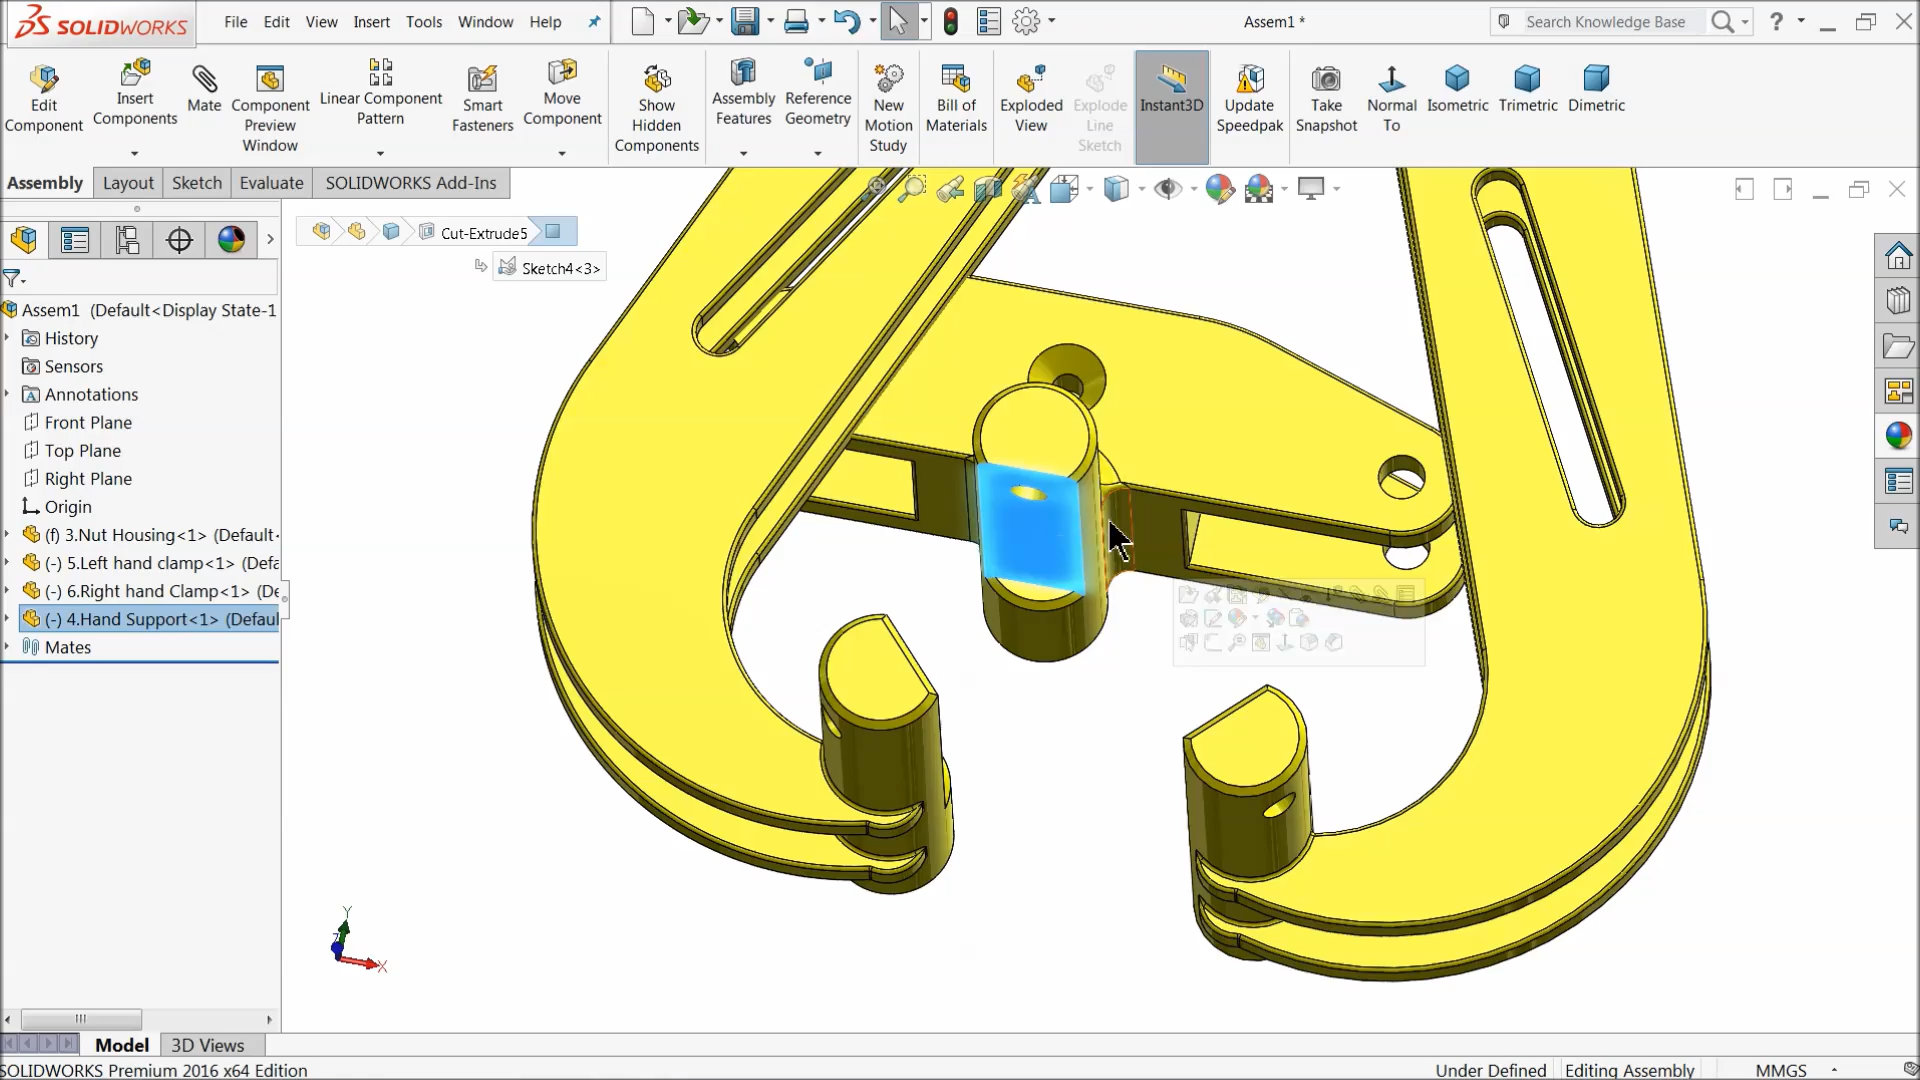 SOLIDWORKS
File Edit View Insert Tools Window Help
Assem1 *
Search Knowledge Base
?
Edit Component
Insert Components
Mate
Component Preview Window
Linear Component Pattern
Smart Fasteners
Move Component
Show Hidden Components
Assembly Features
Reference Geometry
New Motion Study
Bill of Materials
Exploded View
Explode Line Sketch
Instant3D
Update Speedpak
Take Snapshot
Normal To
Isometric
Trimetric
Dimetric
Assembly Layout Sketch Evaluate SOLIDWORKS Add-Ins
Cut-Extrude5
Sketch4<3>
Assem1 (Default<Display State-1
History
Sensors
Annotations
Front Plane
Top Plane
Right Plane
Origin
(f) 3.Nut Housing<1> (Default
(-) 5.Left hand clamp<1> (Defa
(-) 6.Right hand Clamp<1> (De
(-) 4.Hand Support<1> (Defaul
Mates
Y
Z
X
Model 3D Views
SOLIDWORKS Premium 2016 x64 Edition
Under Defined Editing Assembly MMGS